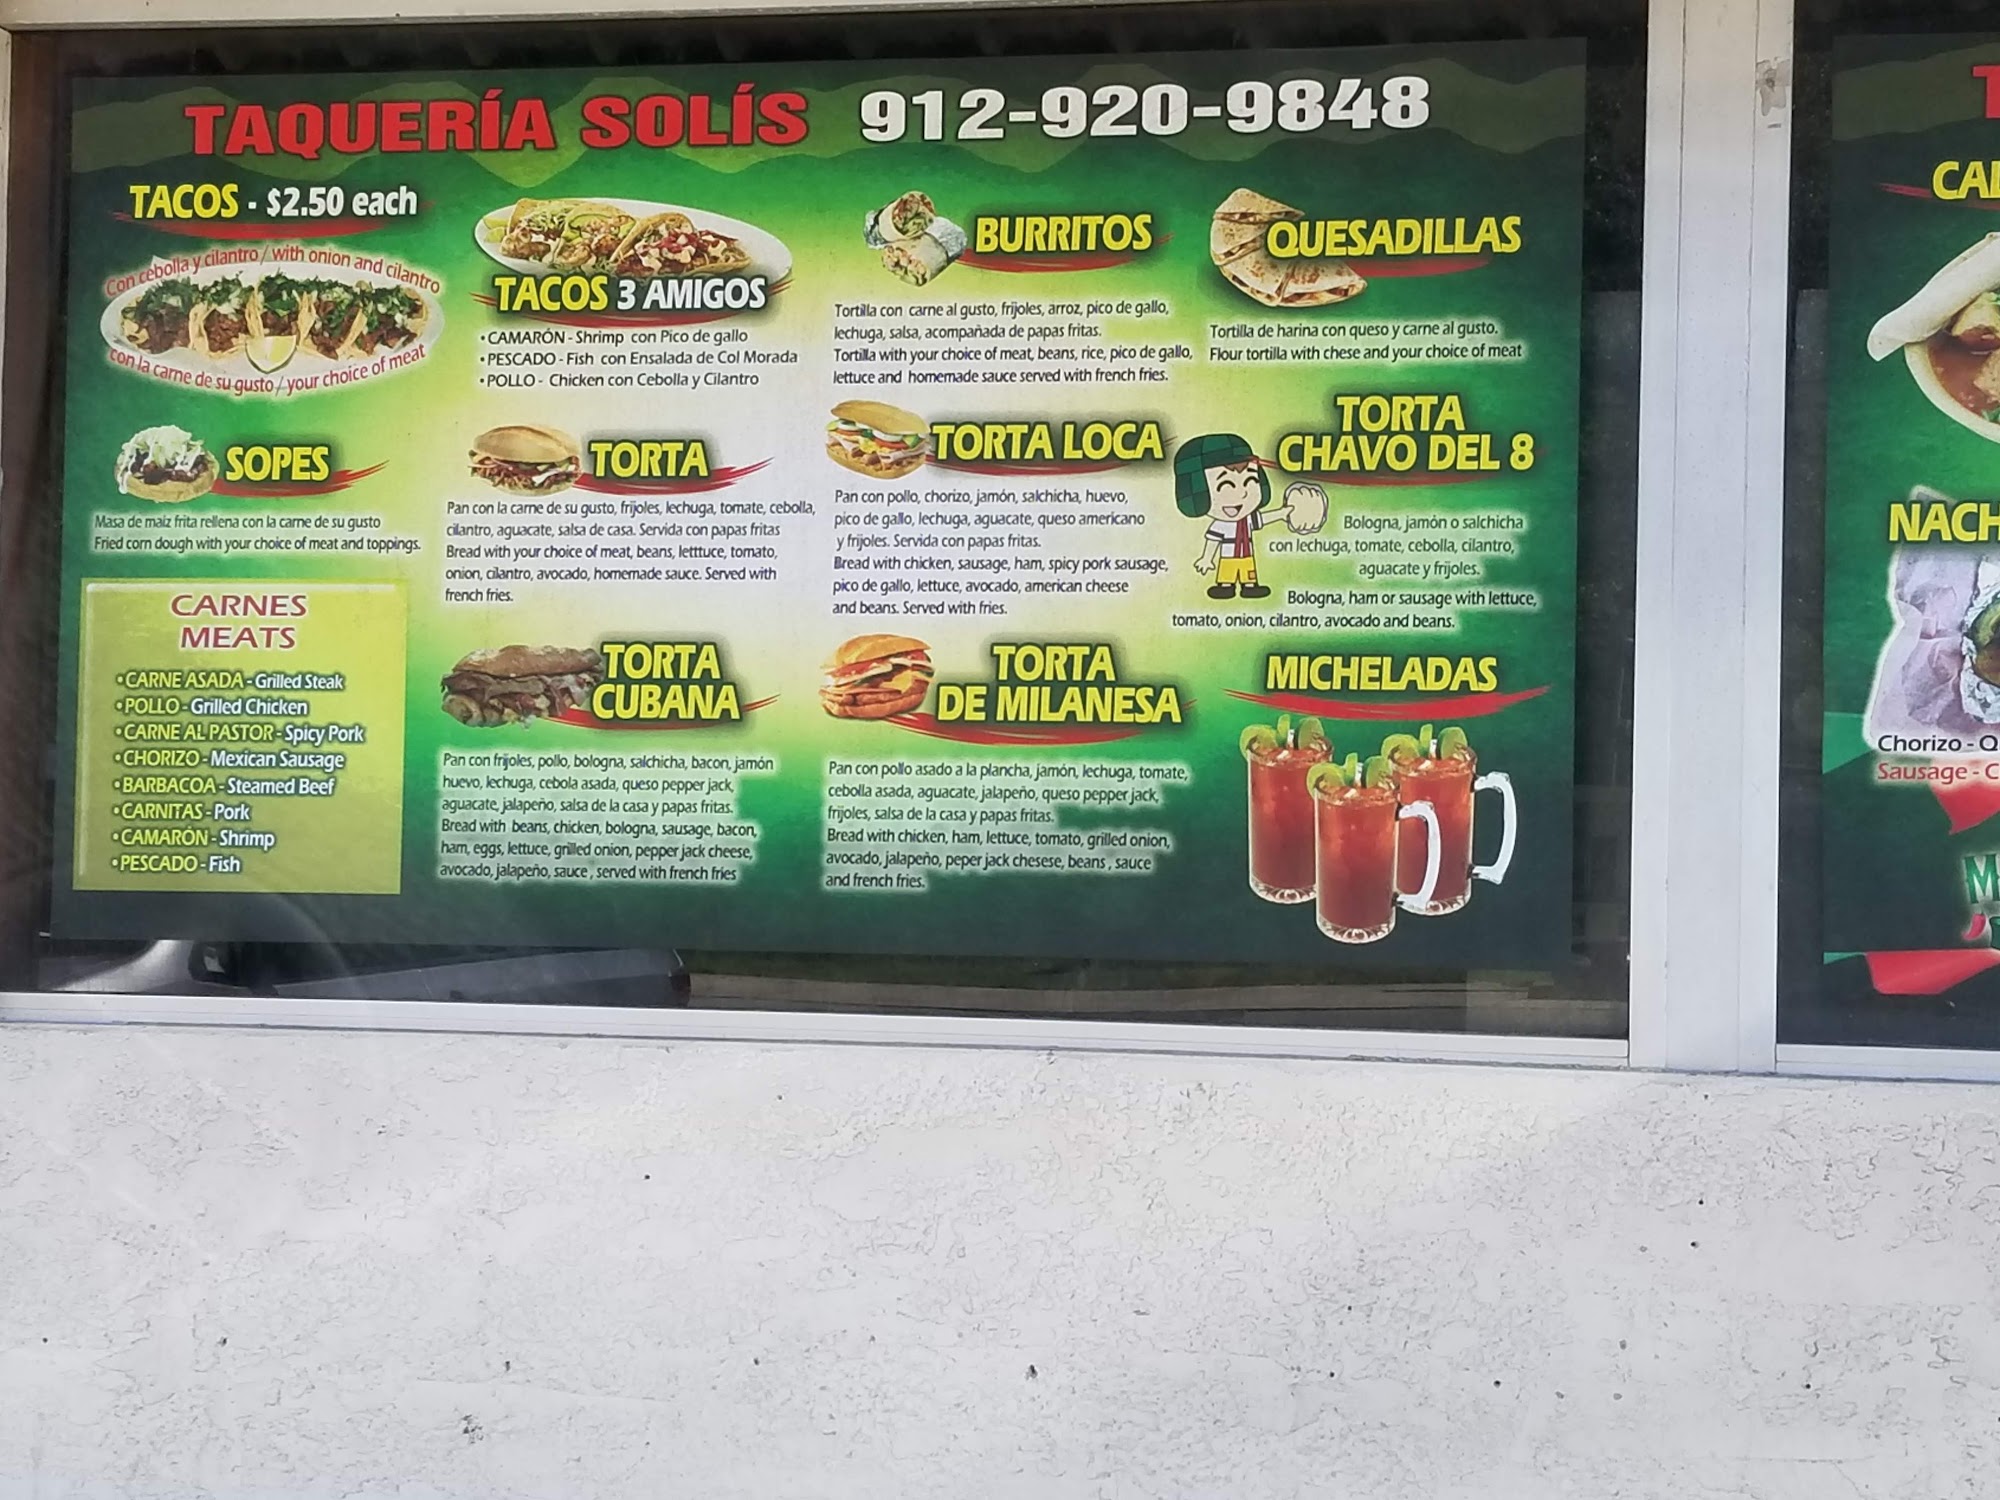 TAQUERÍA SOLÍS 912-920-9848
TACOS - $2.50 each
Con cebolla y cilantro / with onion and cilantro
con la carne de su gusto / your choice of meat
TACOS 3 AMIGOS
• CAMARÓN - Shrimp con Pico de gallo
• PESCADO - Fish con Ensalada de Col Morada
• POLLO - Chicken con Cebolla y Cilantro
BURRITOS
Tortilla con carne al gusto, frijoles, arroz, pico de gallo,
lechuga, salsa, acompañada de papas fritas.
Tortilla with your choice of meat, beans, rice, pico de gallo,
lettuce and homemade sauce served with french fries.
QUESADILLAS
Tortilla de harina con queso y carne al gusto.
Flour tortilla with chese and your choice of meat
SOPES
Masa de maiz frita rellena con la carne de su gusto
Fried corn dough with your choice of meat and toppings.
TORTA
Pan con la carne de su gusto, frijoles, lechuga, tomate, cebolla,
cilantro, aguacate, salsa de casa. Servida con papas fritas
Bread with your choice of meat, beans, letttuce, tomato,
onion, cilantro, avocado, homemade sauce. Served with
french fries.
TORTA LOCA
Pan con pollo, chorizo, jamón, salchicha, huevo,
pico de gallo, lechuga, aguacate, queso americano
y frijoles. Servida con papas fritas.
Bread with chicken, sausage, ham, spicy pork sausage,
pico de gallo, lettuce, avocado, american cheese
and beans. Served with fries.
TORTA
CHAVO DEL 8
Bologna, jamón o salchicha
con lechuga, tomate, cebolla, cilantro,
aguacate y frijoles.
Bologna, ham or sausage with lettuce,
tomato, onion, cilantro, avocado and beans.
CARNES
MEATS
• CARNE ASADA - Grilled Steak
• POLLO - Grilled Chicken
• CARNE AL PASTOR - Spicy Pork
• CHORIZO - Mexican Sausage
• BARBACOA - Steamed Beef
• CARNITAS - Pork
• CAMARÓN - Shrimp
• PESCADO - Fish
TORTA
CUBANA
Pan con frijoles, pollo, bologna, salchicha, bacon, jamón
huevo, lechuga, cebola asada, queso pepper jack,
aguacate, jalapeño, salsa de la casa y papas fritas.
Bread with beans, chicken, bologna, sausage, bacon,
ham, eggs, lettuce, grilled onion, pepper jack cheese,
avocado, jalapeño, sauce, served with french fries
TORTA
DE MILANESA
Pan con pollo asado a la plancha, jamón, lechuga, tomate,
cebolla asada, aguacate, jalapeño, queso pepper jack,
frijoles, salsa de la casa y papas fritas.
Bread with chicken, ham, lettuce, tomato, grilled onion,
avocado, jalapeño, peper jack chesese, beans, sauce
and french fries.
MICHELADAS
T
CAL
NACH
Chorizo - Q
Sausage - C
M